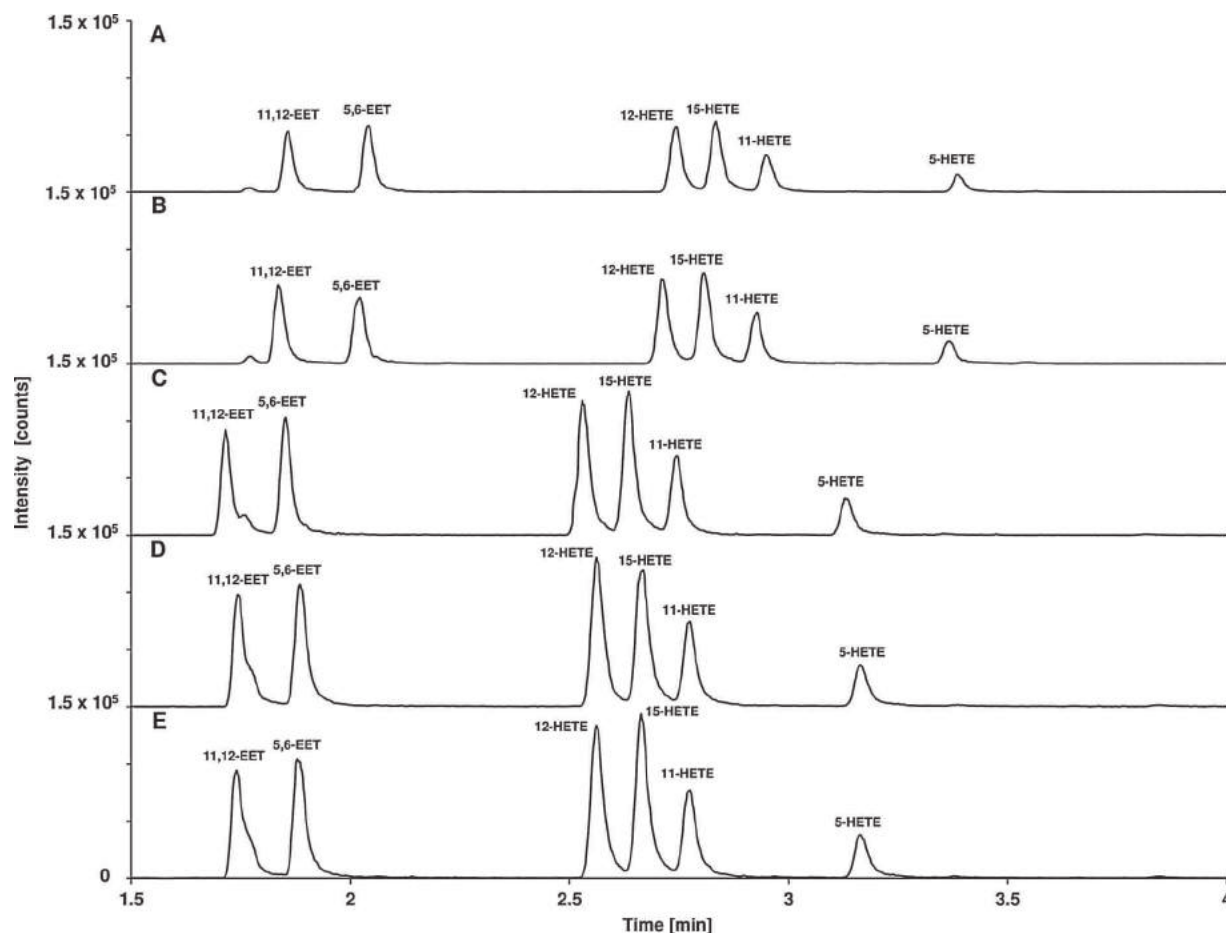 1.5 x 10⁵
A
11,12-EET
5,6-EET
12-HETE
15-HETE
11-HETE
5-HETE
1.5 x 10⁵
B
11,12-EET
5,6-EET
12-HETE
15-HETE
11-HETE
5-HETE
1.5 x 10⁵
C
11,12-EET
5,6-EET
12-HETE
15-HETE
11-HETE
5-HETE
1.5 x 10⁵
D
11,12-EET
5,6-EET
12-HETE
15-HETE
11-HETE
5-HETE
1.5 x 10⁵
E
11,12-EET
5,6-EET
12-HETE
15-HETE
11-HETE
5-HETE
0
Intensity [counts]
1.5 2 2.5 3 3.5 4
Time [min]